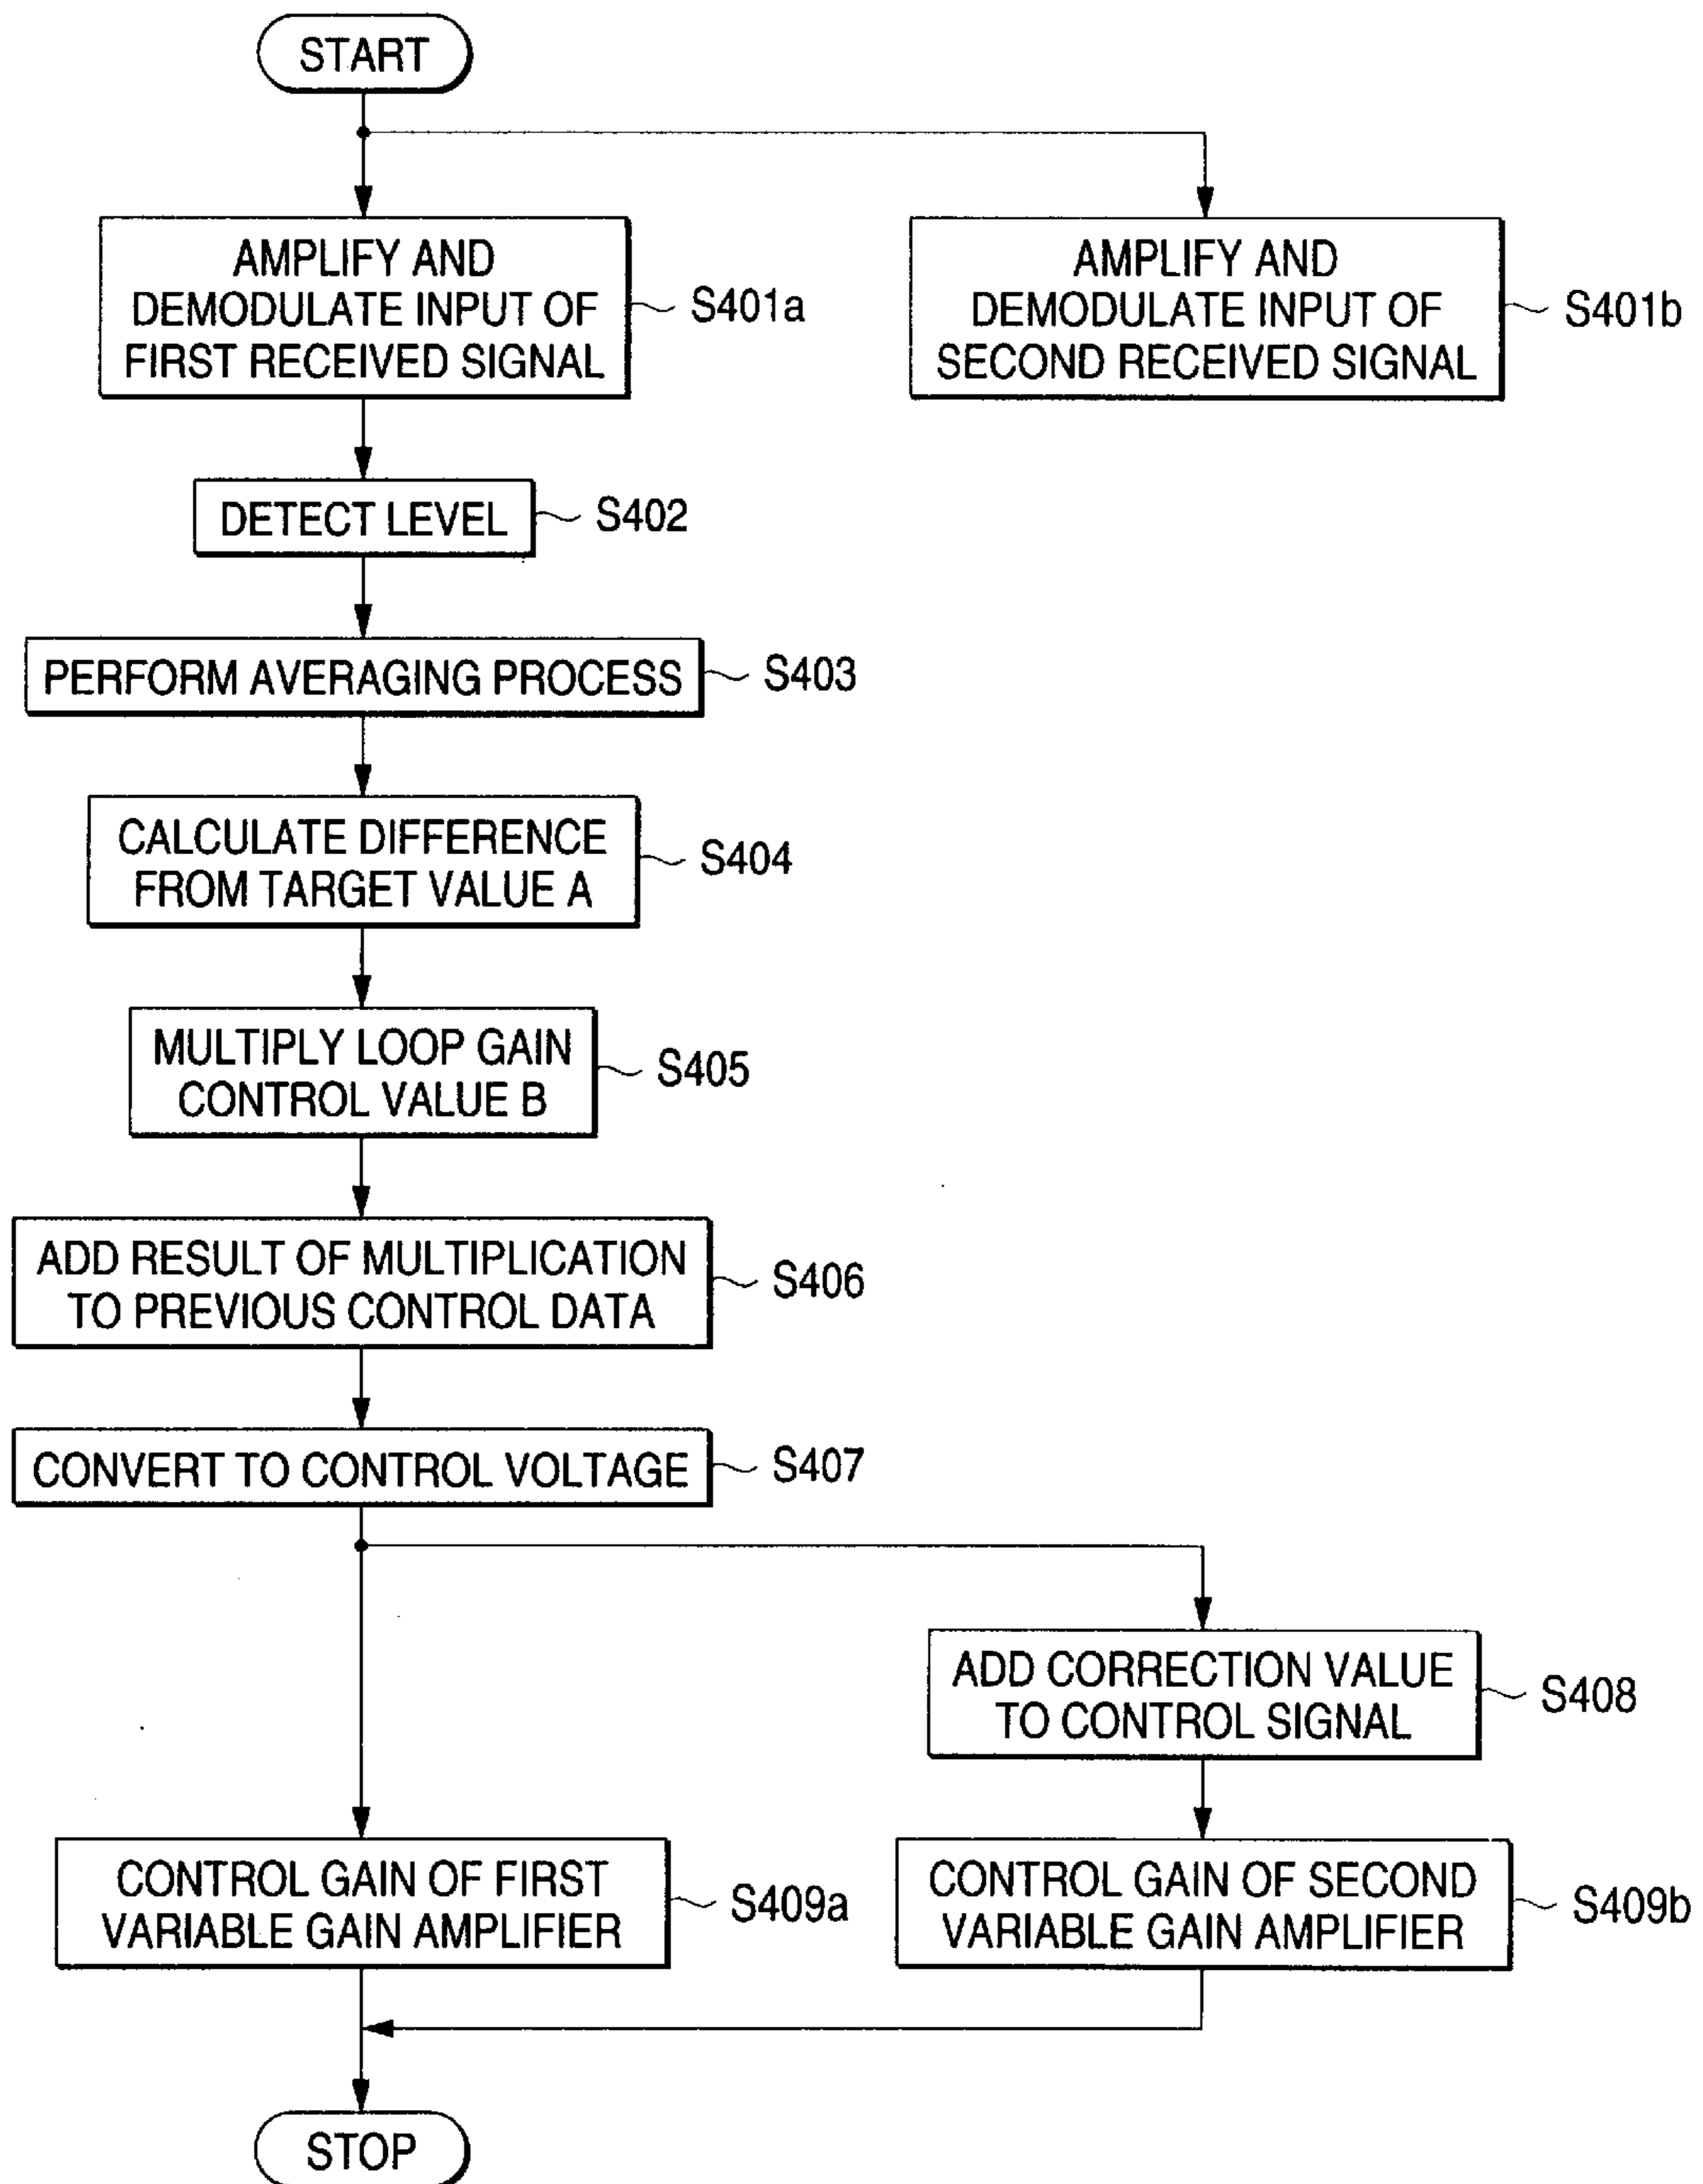 START
AMPLIFY AND
DEMODULATE INPUT OF
FIRST RECEIVED SIGNAL
S401a
AMPLIFY AND
DEMODULATE INPUT OF
SECOND RECEIVED SIGNAL
S401b
DETECT LEVEL
S402
PERFORM AVERAGING PROCESS
S403
CALCULATE DIFFERENCE
FROM TARGET VALUE A
S404
MULTIPLY LOOP GAIN
CONTROL VALUE B
S405
ADD RESULT OF MULTIPLICATION
TO PREVIOUS CONTROL DATA
S406
CONVERT TO CONTROL VOLTAGE
S407
ADD CORRECTION VALUE
TO CONTROL SIGNAL
S408
CONTROL GAIN OF FIRST
VARIABLE GAIN AMPLIFIER
S409a
CONTROL GAIN OF SECOND
VARIABLE GAIN AMPLIFIER
S409b
STOP